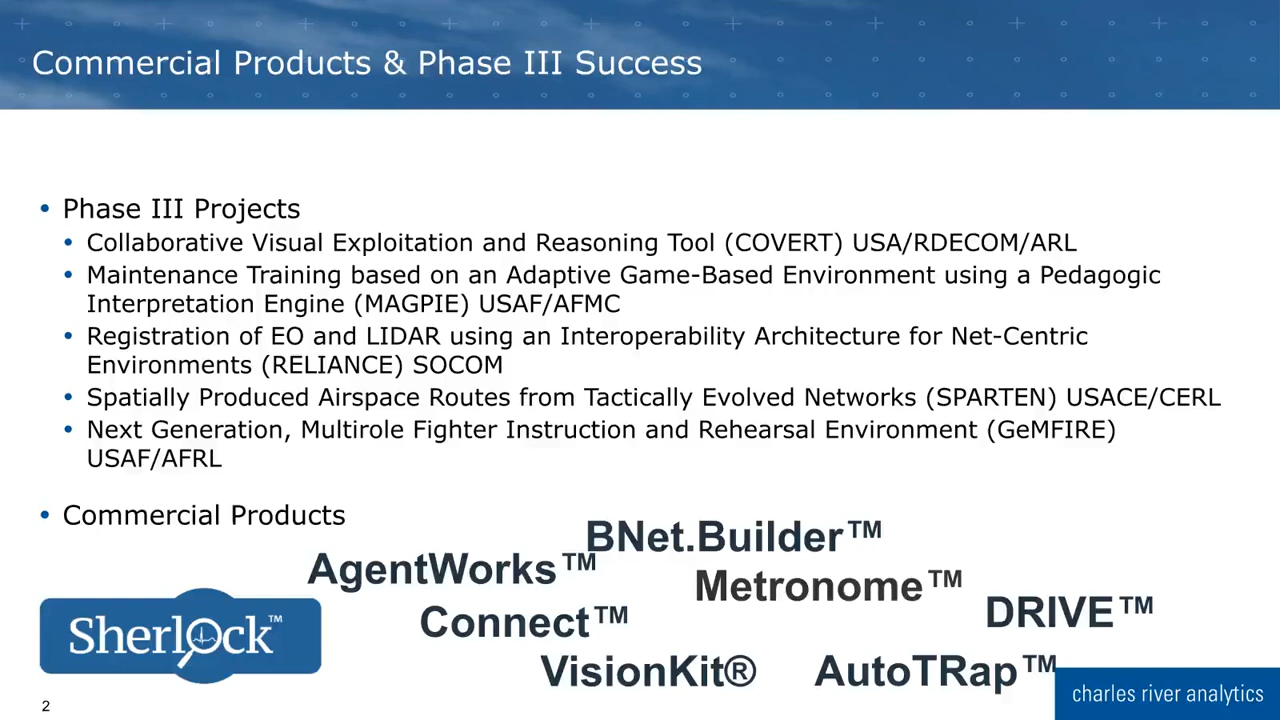 Commercial Products & Phase III Success
• Phase III Projects
• Collaborative Visual Exploitation and Reasoning Tool (COVERT) USA/RDECOM/ARL
• Maintenance Training based on an Adaptive Game-Based Environment using a Pedagogic
Interpretation Engine (MAGPIE) USAF/AFMC
• Registration of EO and LIDAR using an Interoperability Architecture for Net-Centric
Environments (RELIANCE) SOCOM
• Spatially Produced Airspace Routes from Tactically Evolved Networks (SPARTEN) USACE/CERL
• Next Generation, Multirole Fighter Instruction and Rehearsal Environment (GeMFIRE)
USAF/AFRL
• Commercial Products
BNet.Builder™
AgentWorks™
Metronome™
DRIVE™
Connect™
Sherlock™
VisionKit®
AutoTRap™
charles river analytics
2